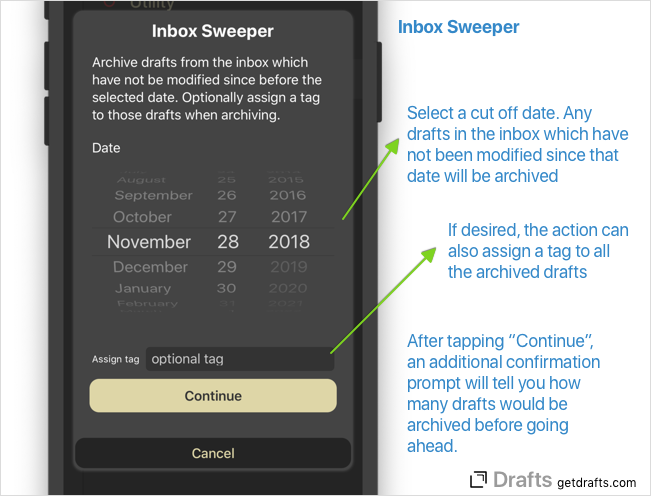 Utility
Inbox Sweeper
Archive drafts from the inbox which
have not be modified since before the
selected date. Optionally assign a tag
to those drafts when archiving.
Date
August 25 2015
September 26 2016
October 27 2017
November 28 2018
December 29 2019
January 30 2020
February 31 2021
Assign tag optional tag
Continue
Cancel
Inbox Sweeper
Select a cut off date. Any
drafts in the inbox which have
not been modified since that
date will be archived
If desired, the action can
also assign a tag to all
the archived drafts
After tapping “Continue”,
an additional confirmation
prompt will tell you how
many drafts would be
archived before going
ahead.
Drafts getdrafts.com